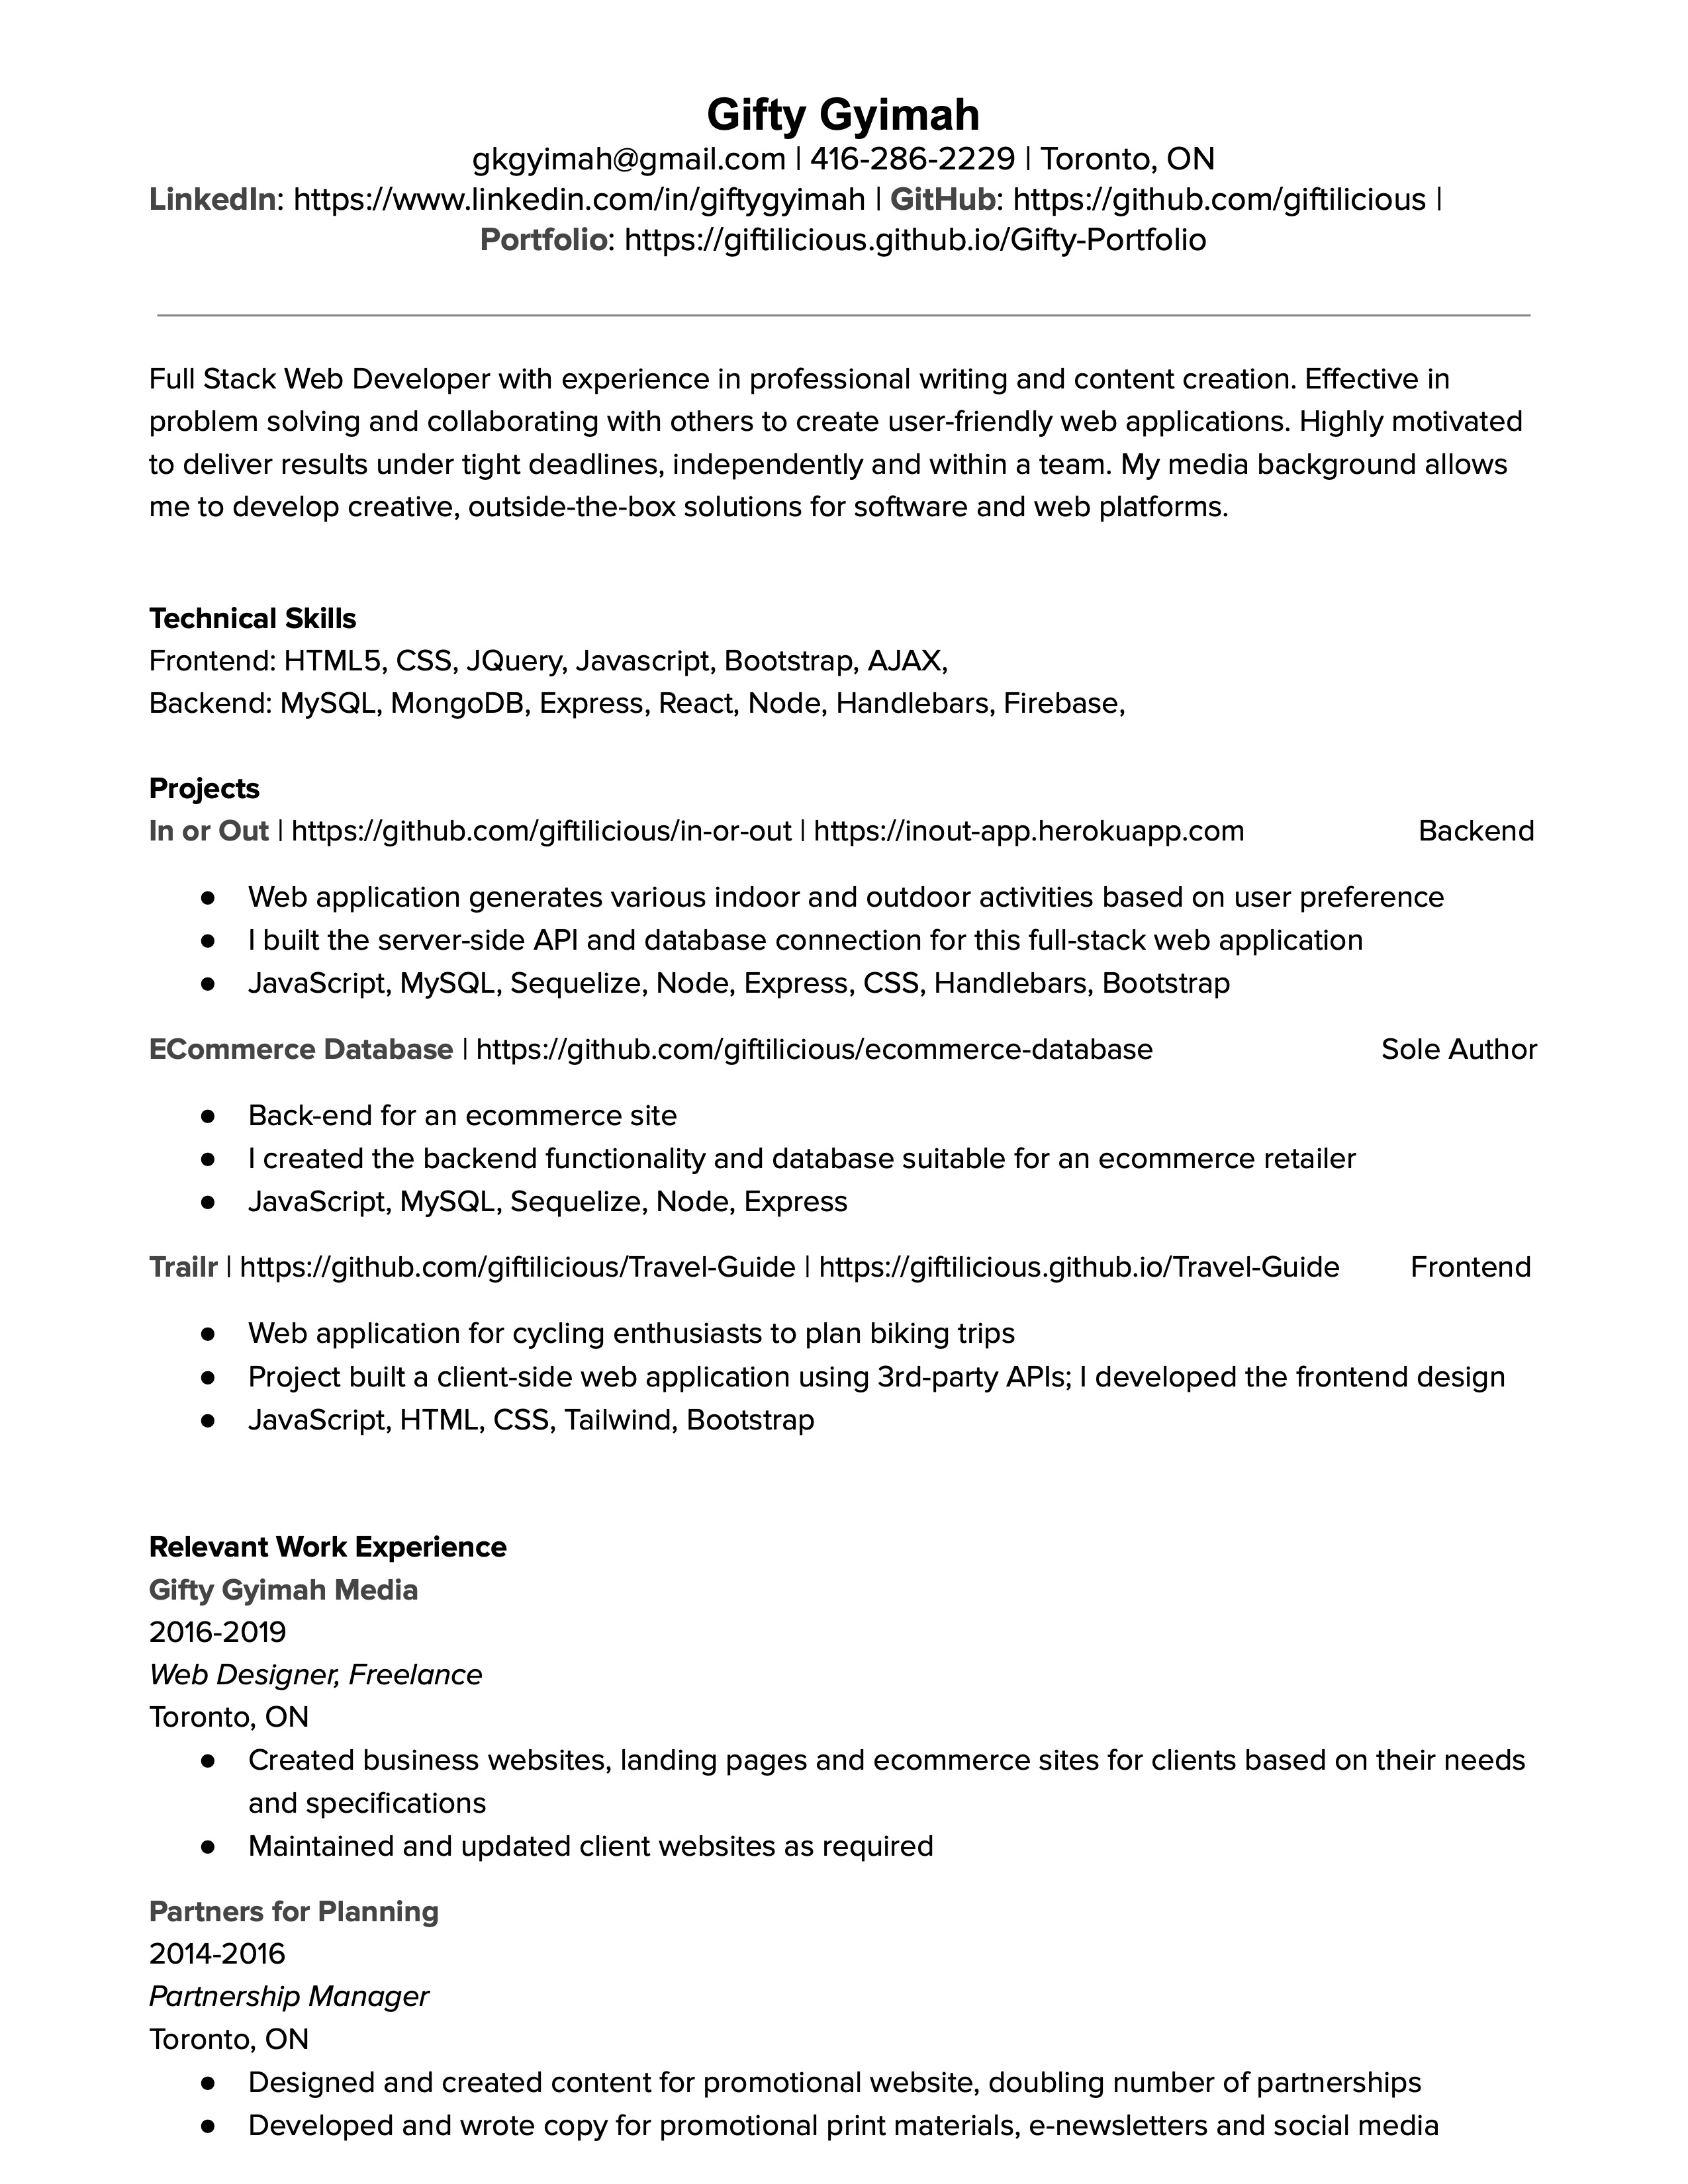 Gifty Gyimah
gkgyimah@gmail.com | 416-286-2229 | Toronto, ON
LinkedIn: https://www.linkedin.com/in/giftygyimah | GitHub: https://github.com/giftilicious |
Portfolio: https://giftilicious.github.io/Gifty-Portfolio
Full Stack Web Developer with experience in professional writing and content creation. Effective in
problem solving and collaborating with others to create user-friendly web applications. Highly motivated
to deliver results under tight deadlines, independently and within a team. My media background allows
me to develop creative, outside-the-box solutions for software and web platforms.
Technical Skills
Frontend: HTML5, CSS, JQuery, Javascript, Bootstrap, AJAX,
Backend: MySQL, MongoDB, Express, React, Node, Handlebars, Firebase,
Projects
In or Out | https://github.com/giftilicious/in-or-out | https://inout-app.herokuapp.com Backend
● Web application generates various indoor and outdoor activities based on user preference
● I built the server-side API and database connection for this full-stack web application
● JavaScript, MySQL, Sequelize, Node, Express, CSS, Handlebars, Bootstrap
ECommerce Database | https://github.com/giftilicious/ecommerce-database Sole Author
● Back-end for an ecommerce site
● I created the backend functionality and database suitable for an ecommerce retailer
● JavaScript, MySQL, Sequelize, Node, Express
Trailr | https://github.com/giftilicious/Travel-Guide | https://giftilicious.github.io/Travel-Guide Frontend
● Web application for cycling enthusiasts to plan biking trips
● Project built a client-side web application using 3rd-party APIs; I developed the frontend design
● JavaScript, HTML, CSS, Tailwind, Bootstrap
Relevant Work Experience
Gifty Gyimah Media
2016-2019
Web Designer, Freelance
Toronto, ON
● Created business websites, landing pages and ecommerce sites for clients based on their needs
and specifications
● Maintained and updated client websites as required
Partners for Planning
2014-2016
Partnership Manager
Toronto, ON
● Designed and created content for promotional website, doubling number of partnerships
● Developed and wrote copy for promotional print materials, e-newsletters and social media